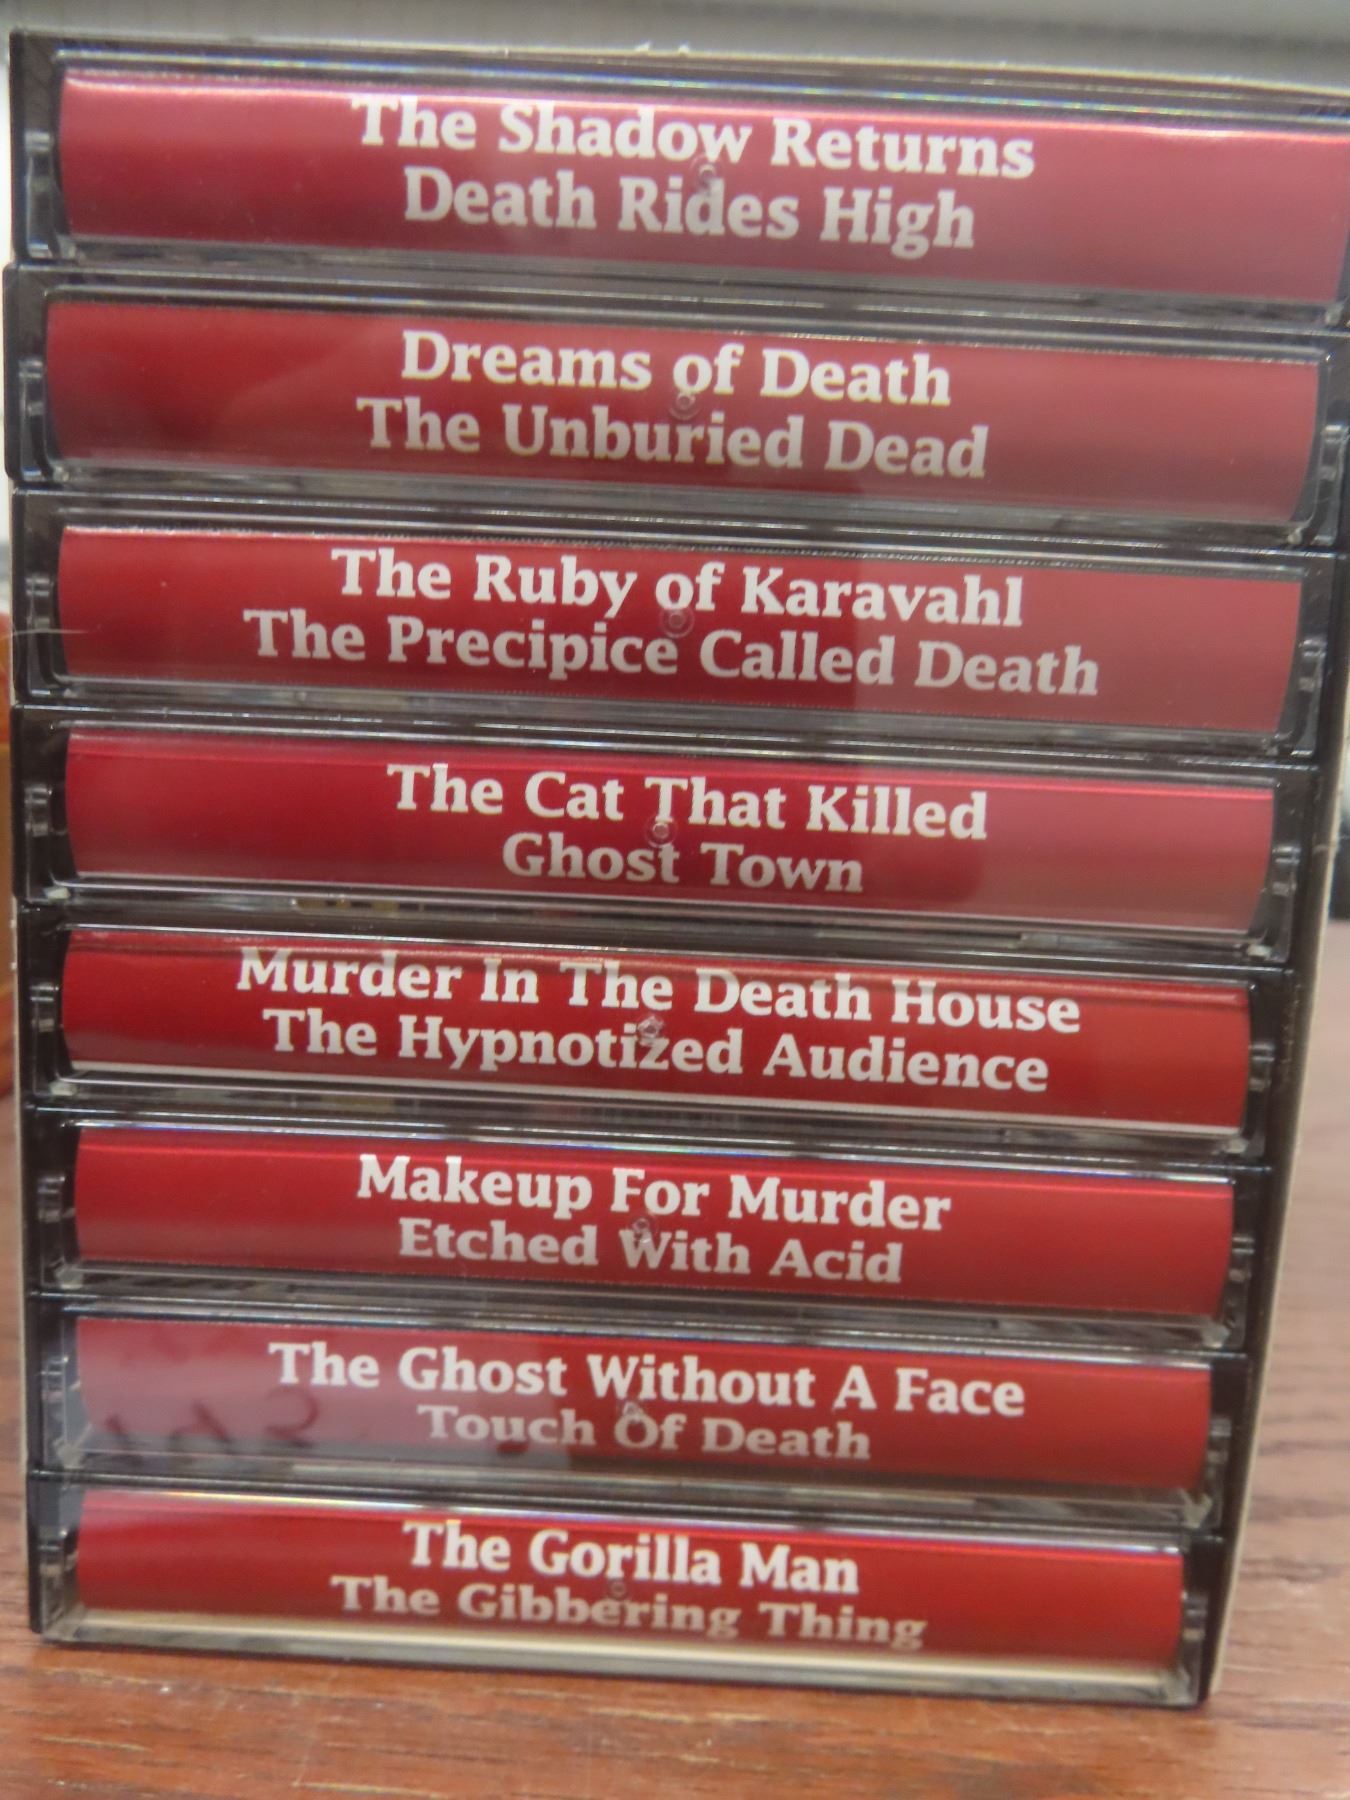 The Shadow Returns
Death Rides High
Dreams of Death
The Unburied Dead
The Ruby of Karavahl
The Precipice Called Death
The Cat That Killed
Ghost Town
Murder In The Death House
The Hypnotized Audience
Makeup For Murder
Etched With Acid
The Ghost Without A Face
Touch Of Death
The Gorilla Man
The Gibbering Thing